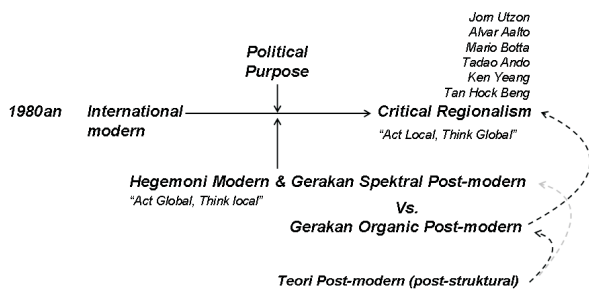 Jorn Utzon
Alvar Aalto
Mario Botta
Tadao Ando
Ken Yeang
Tan Hock Beng
Political
Purpose
1980an
International
modern
Critical Regionalism
“Act Local, Think Global”
Hegemoni Modern & Gerakan Spektral Post-modern
“Act Global, Think local”
Vs.
Gerakan Organic Post-modern
Teori Post-modern (post-struktural)